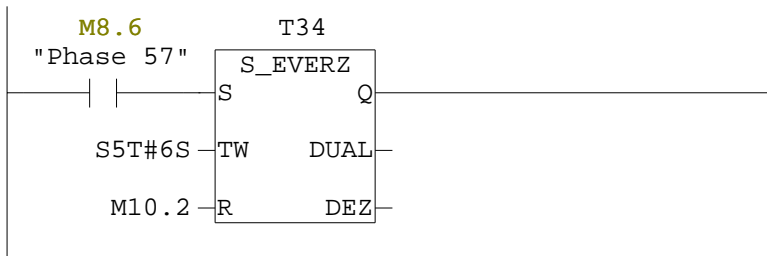 M8.6 T34
"Phase 57" S_EVERZ
S Q
S5T#6S TW DUAL
M10.2 R DEZ